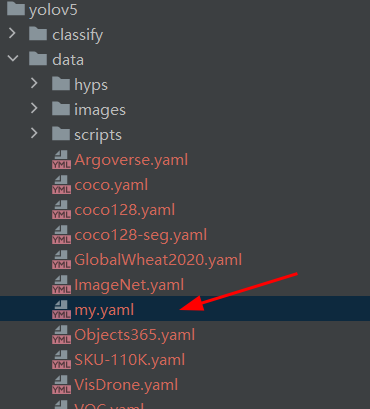 yolov5
classify
data
hyps
images
scripts
YML Argoverse.yaml
YML coco.yaml
YML coco128.yaml
YML coco128-seg.yaml
YML GlobalWheat2020.yaml
YML ImageNet.yaml
YML my.yaml
YML Objects365.yaml
YML SKU-110K.yaml
YML VisDrone.yaml
VOC.yaml